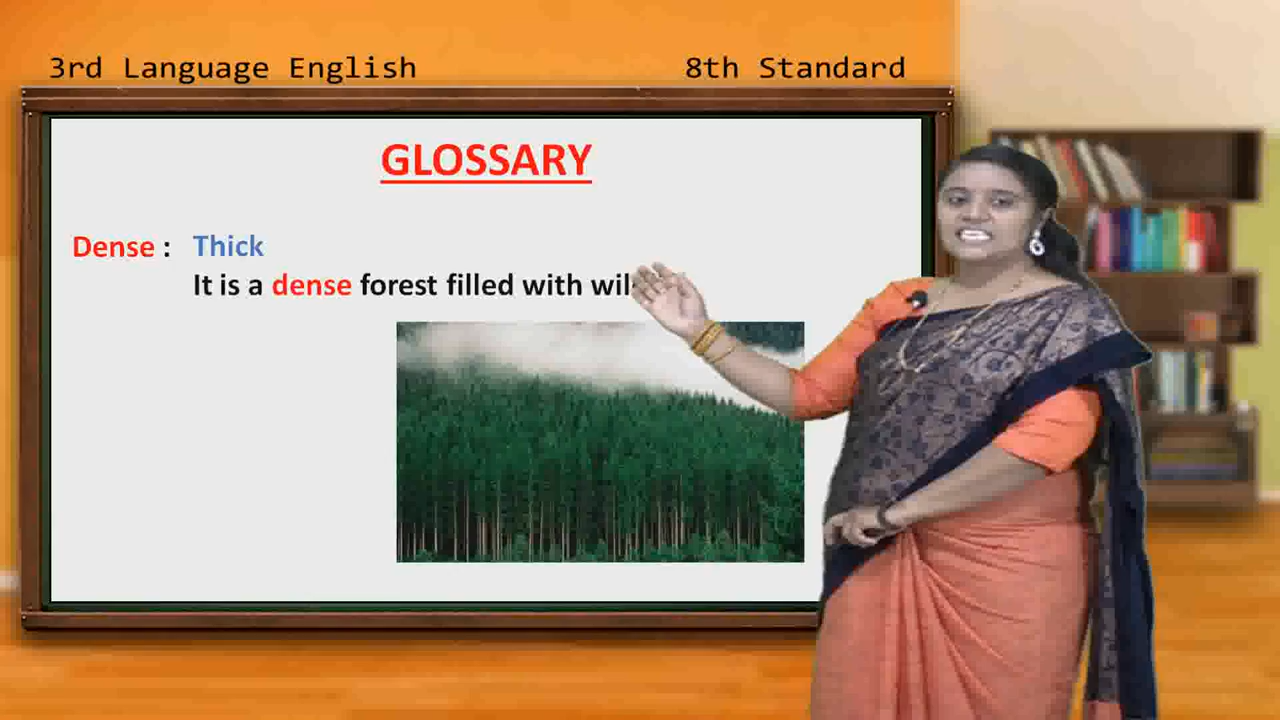 3rd Language English
8th Standard
GLOSSARY
Dense : Thick
It is a dense forest filled with